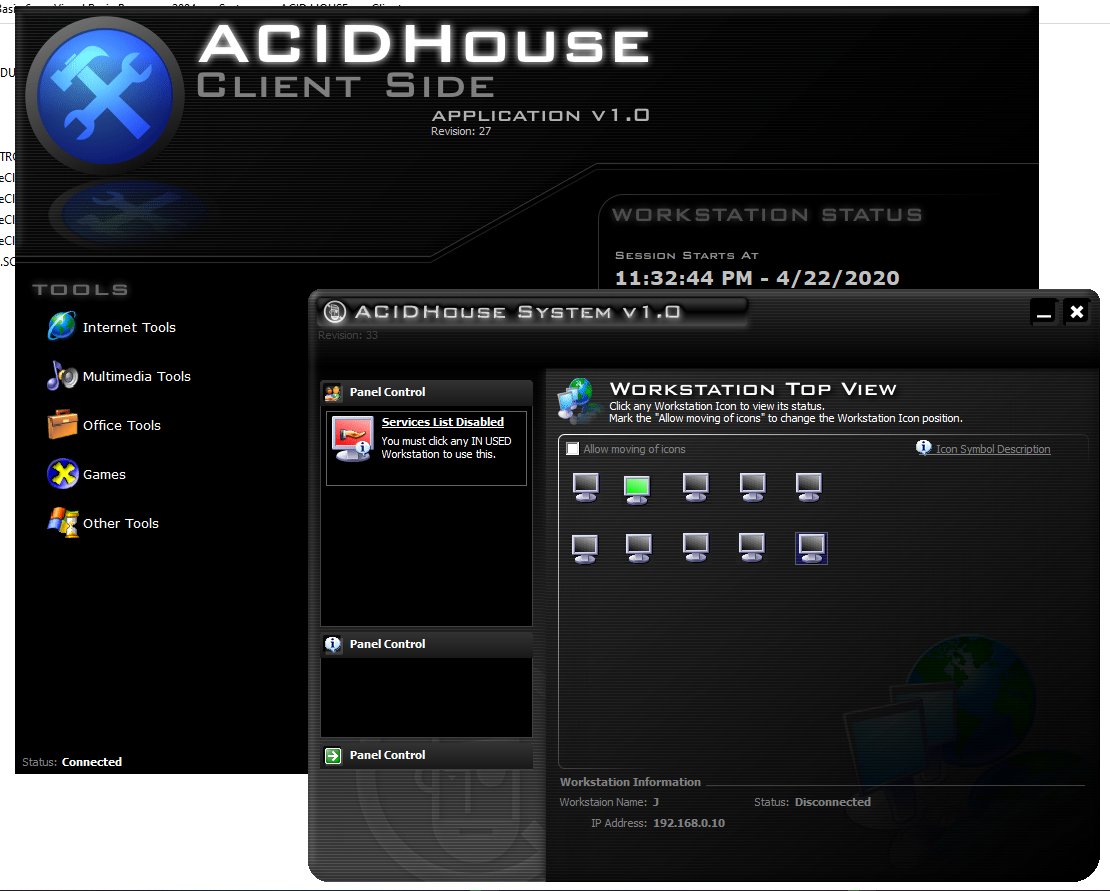 ACIDHouse
Client Side
application v1.0
Revision: 27
Workstation Status
Session Starts At
11:32:44 PM - 4/22/2020
Tools
Internet Tools
Multimedia Tools
Office Tools
Games
Other Tools
Status: Connected
ACIDHouse System v1.0
Revision: 33
Panel Control
Services List Disabled
You must click any IN USED
Workstation to use this.
Panel Control
Panel Control
Workstation Top View
Click any Workstation Icon to view its status.
Mark the "Allow moving of icons" to change the Workstation Icon position.
Allow moving of icons
Icon Symbol Description
Workstation Information
Workstaion Name: J
Status: Disconnected
IP Address: 192.168.0.10